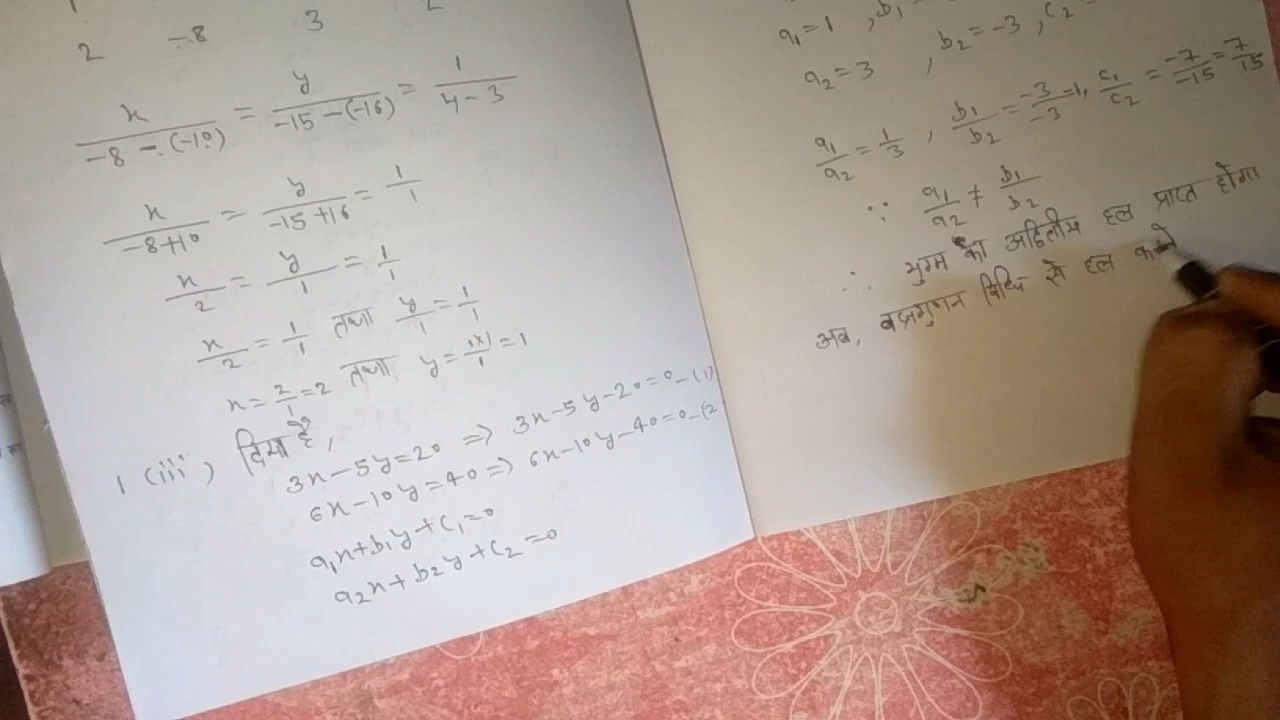 2 -8 3 2
x/(-8-(-10)) = y/(-15-(-16)) = 1/(4-3)
x/(-8+10) = y/(-15+16) = 1/1
x/2 = y/1 = 1/1
x/2 = 1/1 तथा y/1 = 1/1
x = 2/1 = 2 तथा y = 1×1/1 = 1
1 (iii) दिया है,
3x-5y=20 => 3x-5y-20=0-(1)
6x-10y=40 => 6x-10y-40=0-(2
a₁x+b₁y+c₁=0
a₂x+b₂y+c₂=0
a₁=1, b₁=
a₂=3, b₂=-3, c₂=
a₁/a₂ = 1/3, b₁/b₂ = -3/-3 = 1, c₁/c₂ = -7/-15 = 7/15
∵ a₁/a₂ ≠ b₁/b₂
∴ युग्म का अद्वितीय हल प्राप्त होगा
अब, वज्रगुणन विधि से हल करने